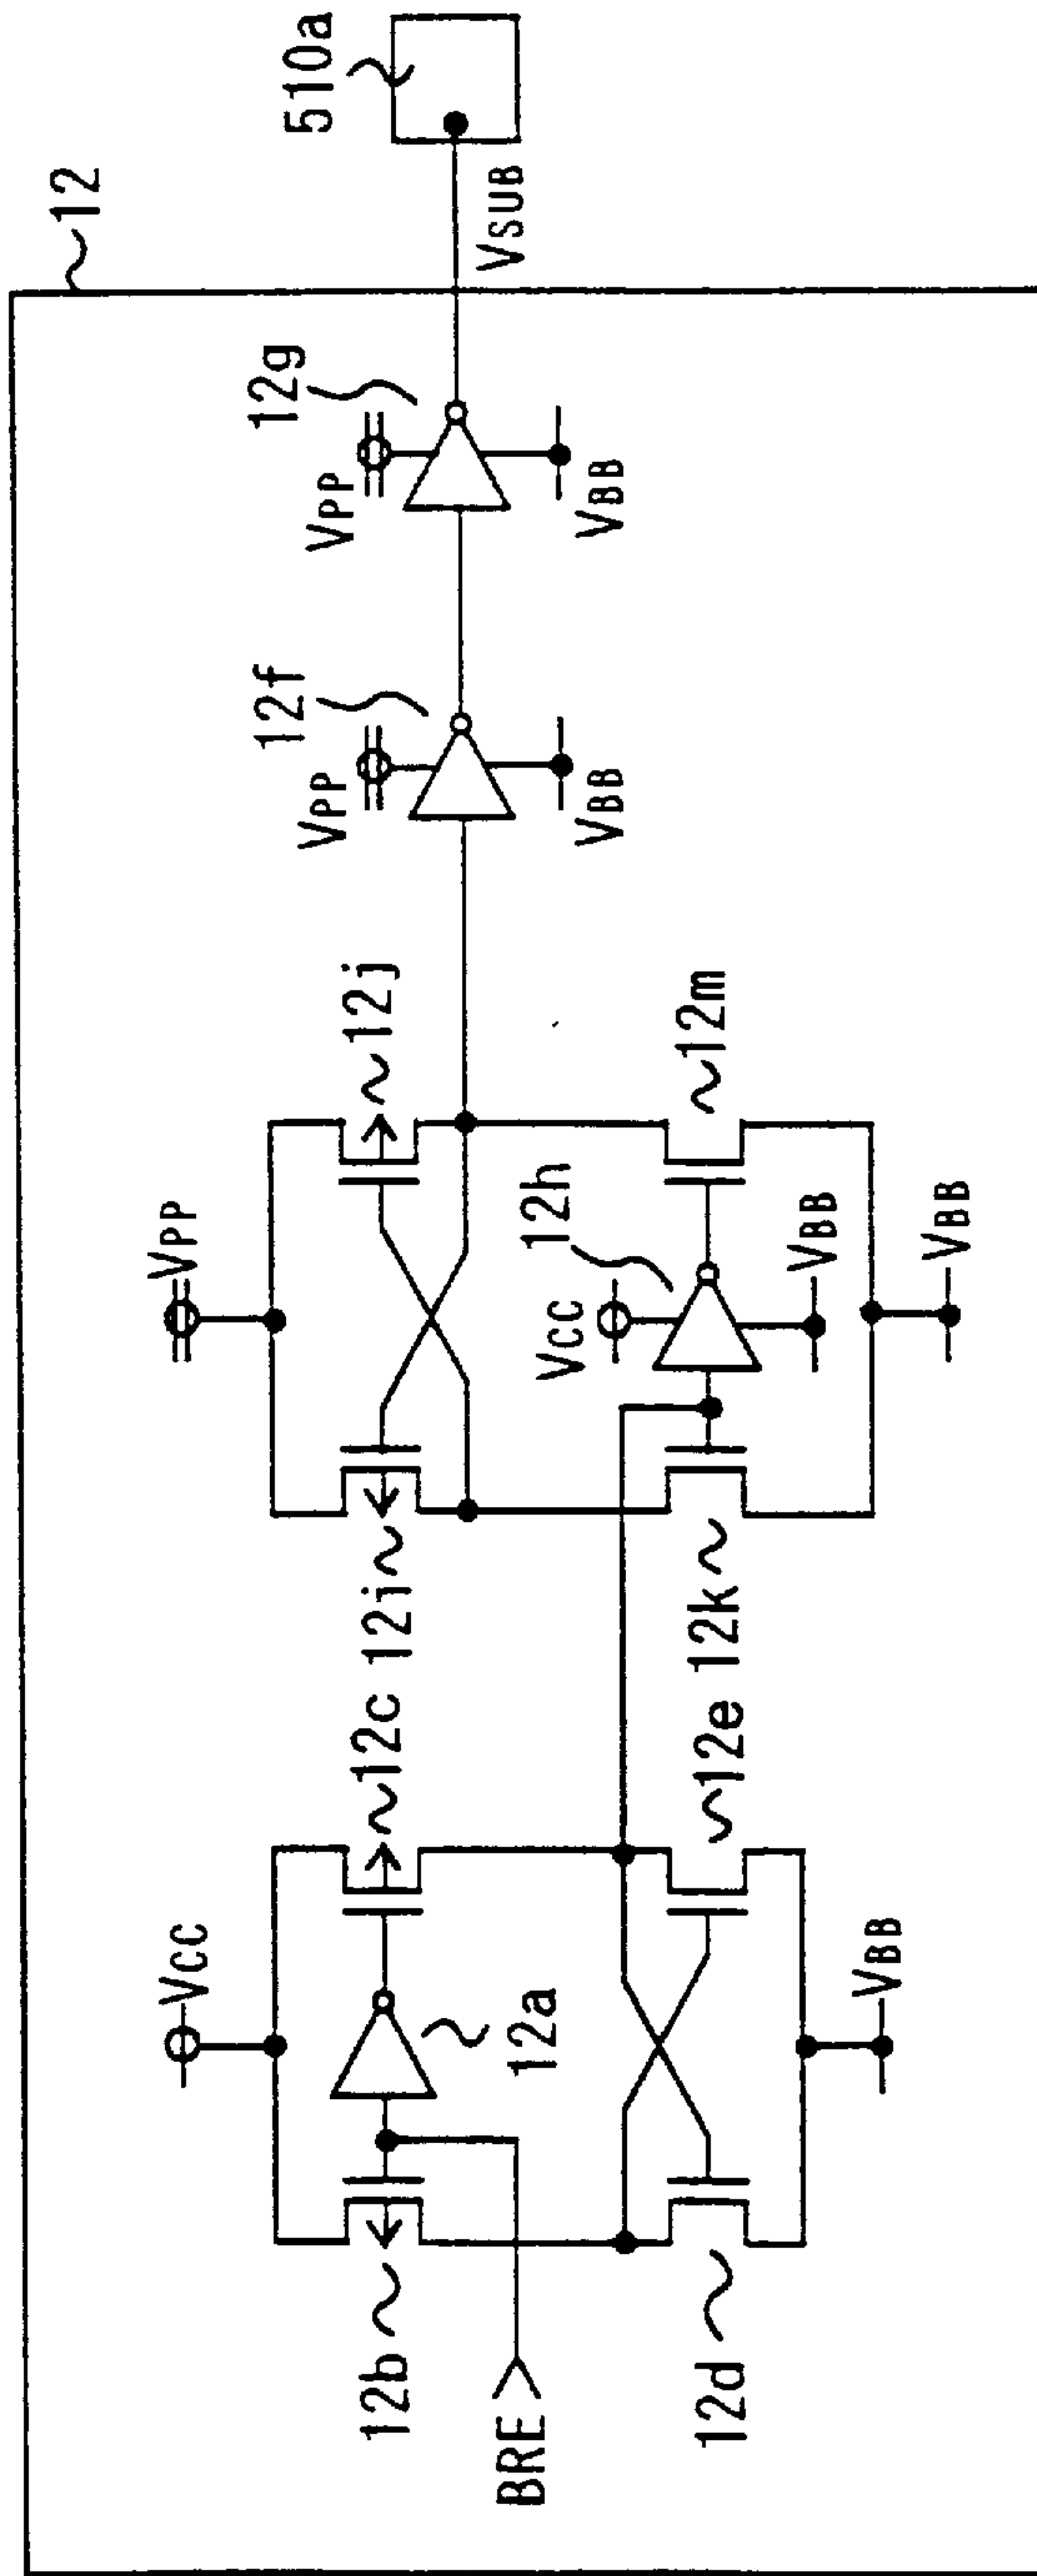 12
510a
VSUB
VPP
12g
VBB
VPP
12f
VBB
VPP
12j
12i
12h
VCC
VBB
12m
12k
VBB
VCC
12c
12b
12a
12e
12d
VBB
BRE